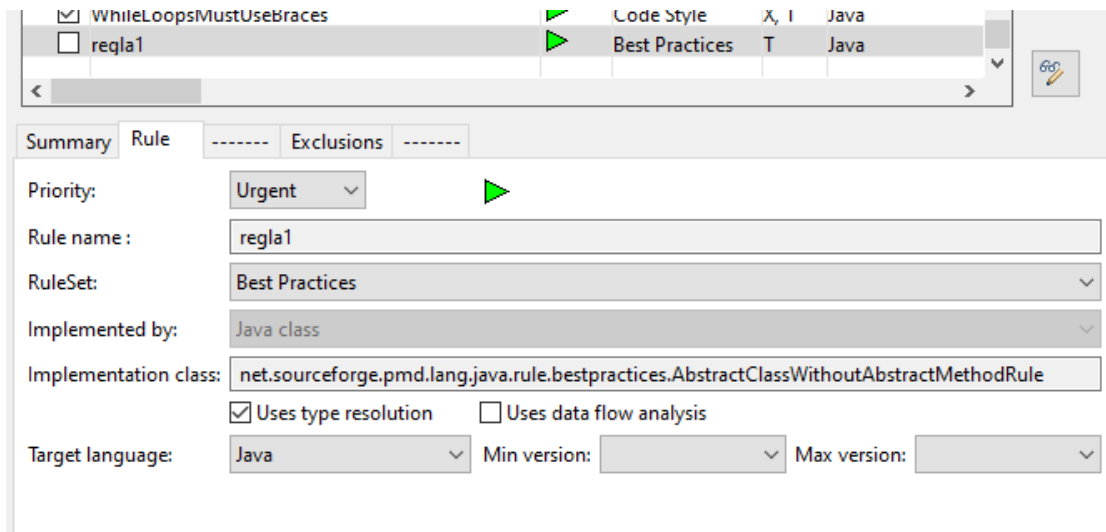 WhileLoopsMustUseBraces Code Style X, T Java
regla1 Best Practices T Java
Summary Rule ------- Exclusions -------
Priority: Urgent
Rule name : regla1
RuleSet: Best Practices
Implemented by: Java class
Implementation class: net.sourceforge.pmd.lang.java.rule.bestpractices.AbstractClassWithoutAbstractMethodRule
Uses type resolution Uses data flow analysis
Target language: Java Min version: Max version: